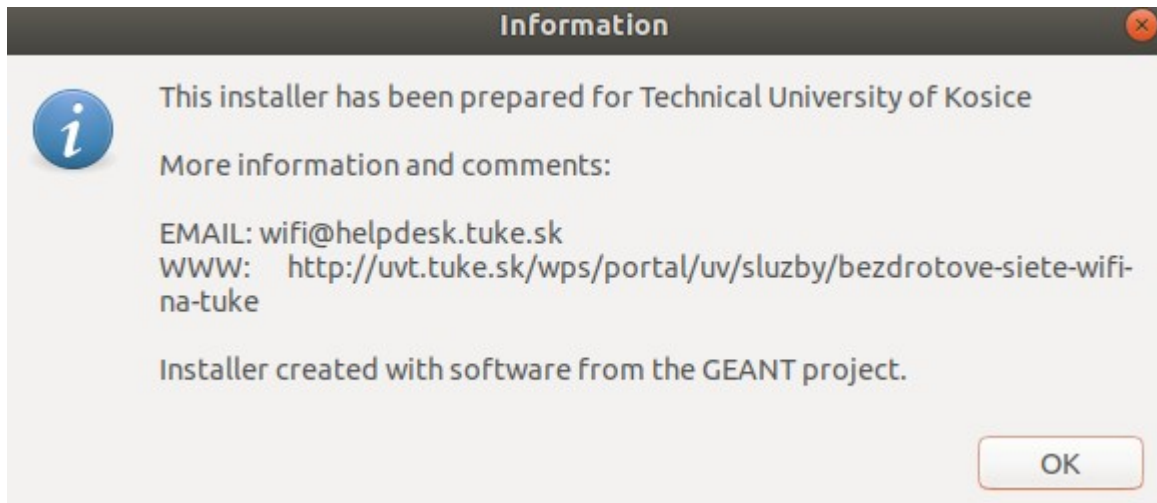 Information
This installer has been prepared for Technical University of Kosice
More information and comments:
EMAIL: wifi@helpdesk.tuke.sk
WWW: http://uvt.tuke.sk/wps/portal/uv/sluzby/bezdrotove-siete-wifi-
na-tuke
Installer created with software from the GEANT project.
OK